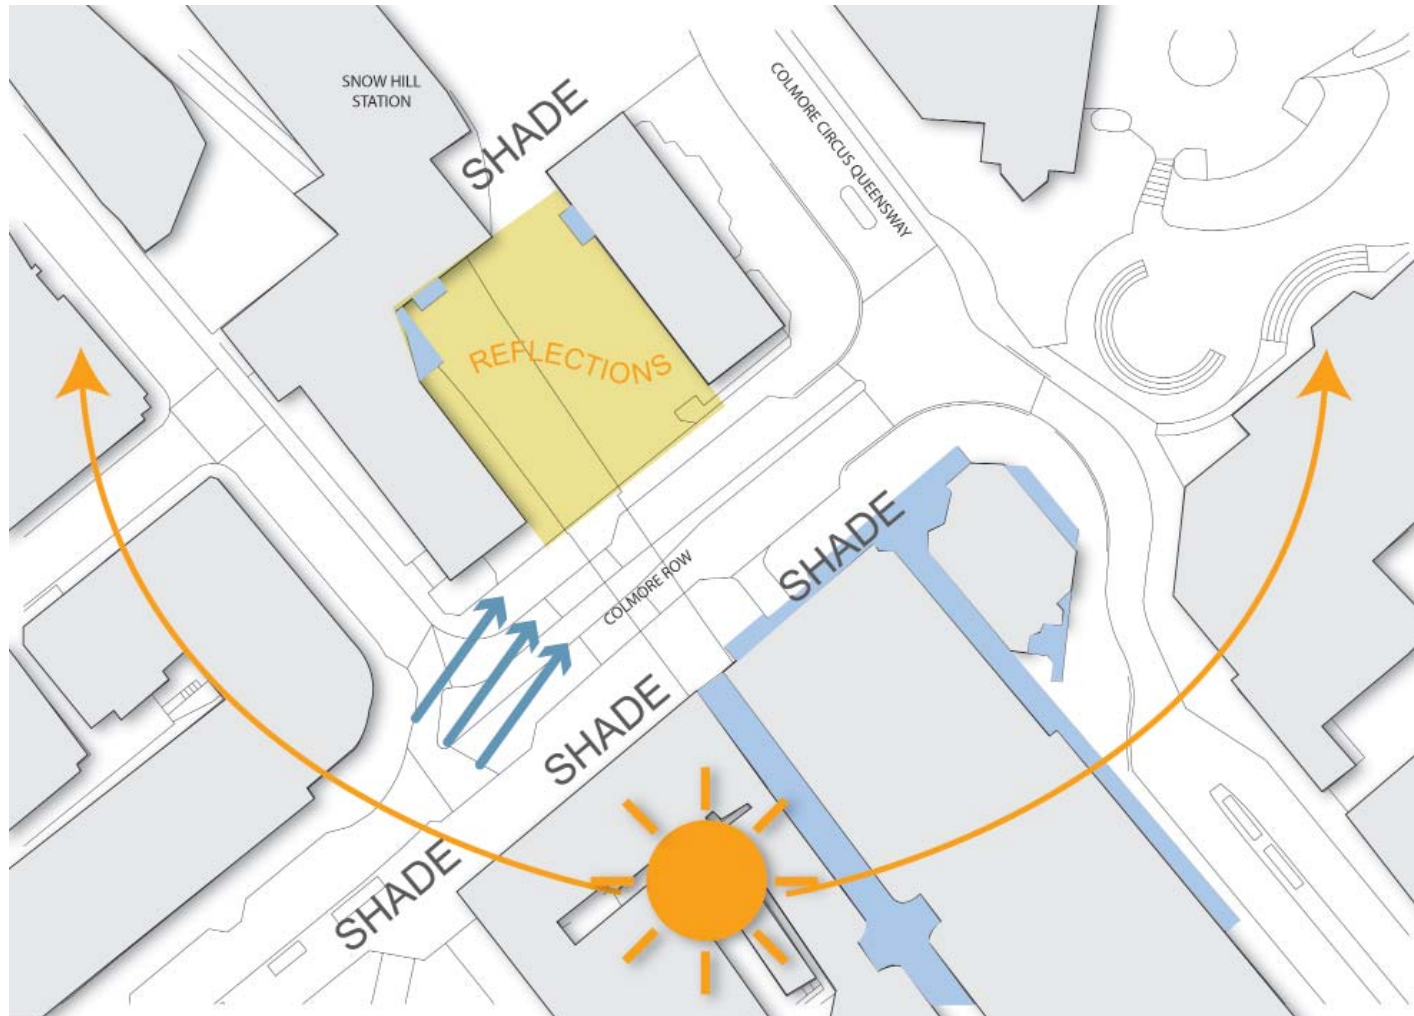 SNOW HILL
STATION
SHADE
COLMORE CIRCUS QUEENSWAY
REFLECTIONS
SHADE
COLMORE ROW
SHADE
SHADE